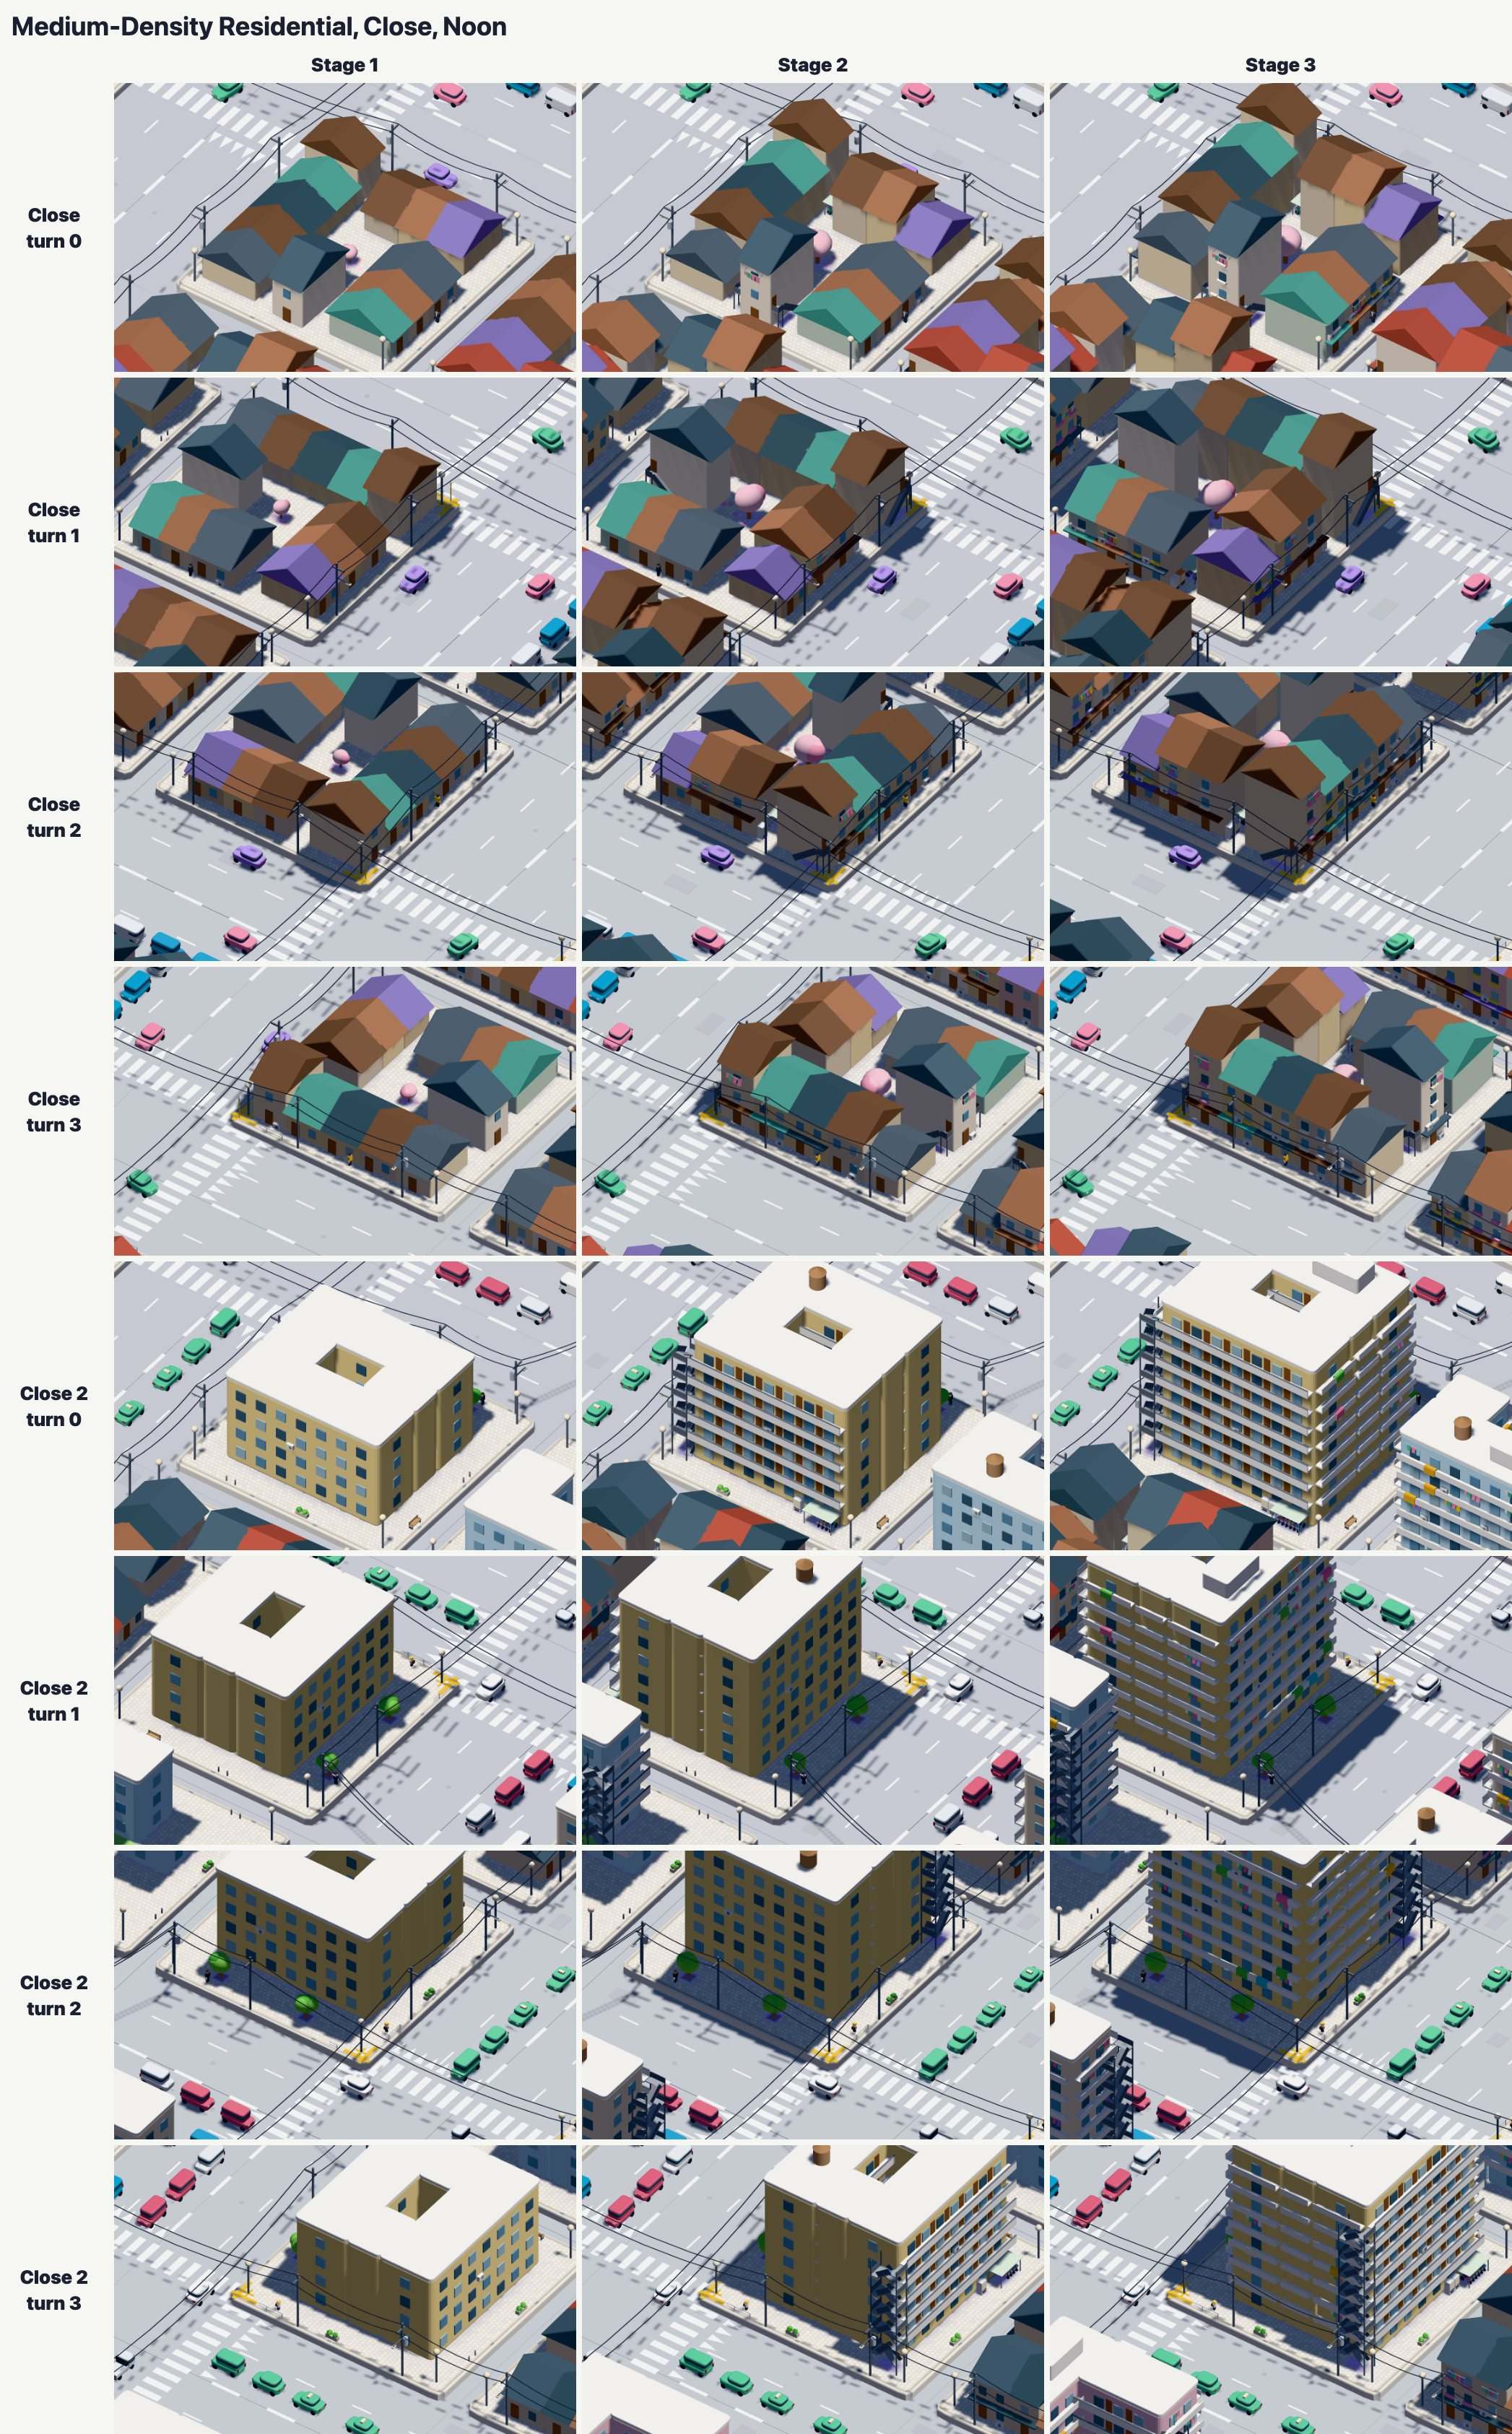 Medium-Density Residential, Close, Noon
Stage 1
Stage 2
Stage 3
Close
turn 0
Close
turn 1
Close
turn 2
Close
turn 3
Close 2
turn 0
Close 2
turn 1
Close 2
turn 2
Close 2
turn 3